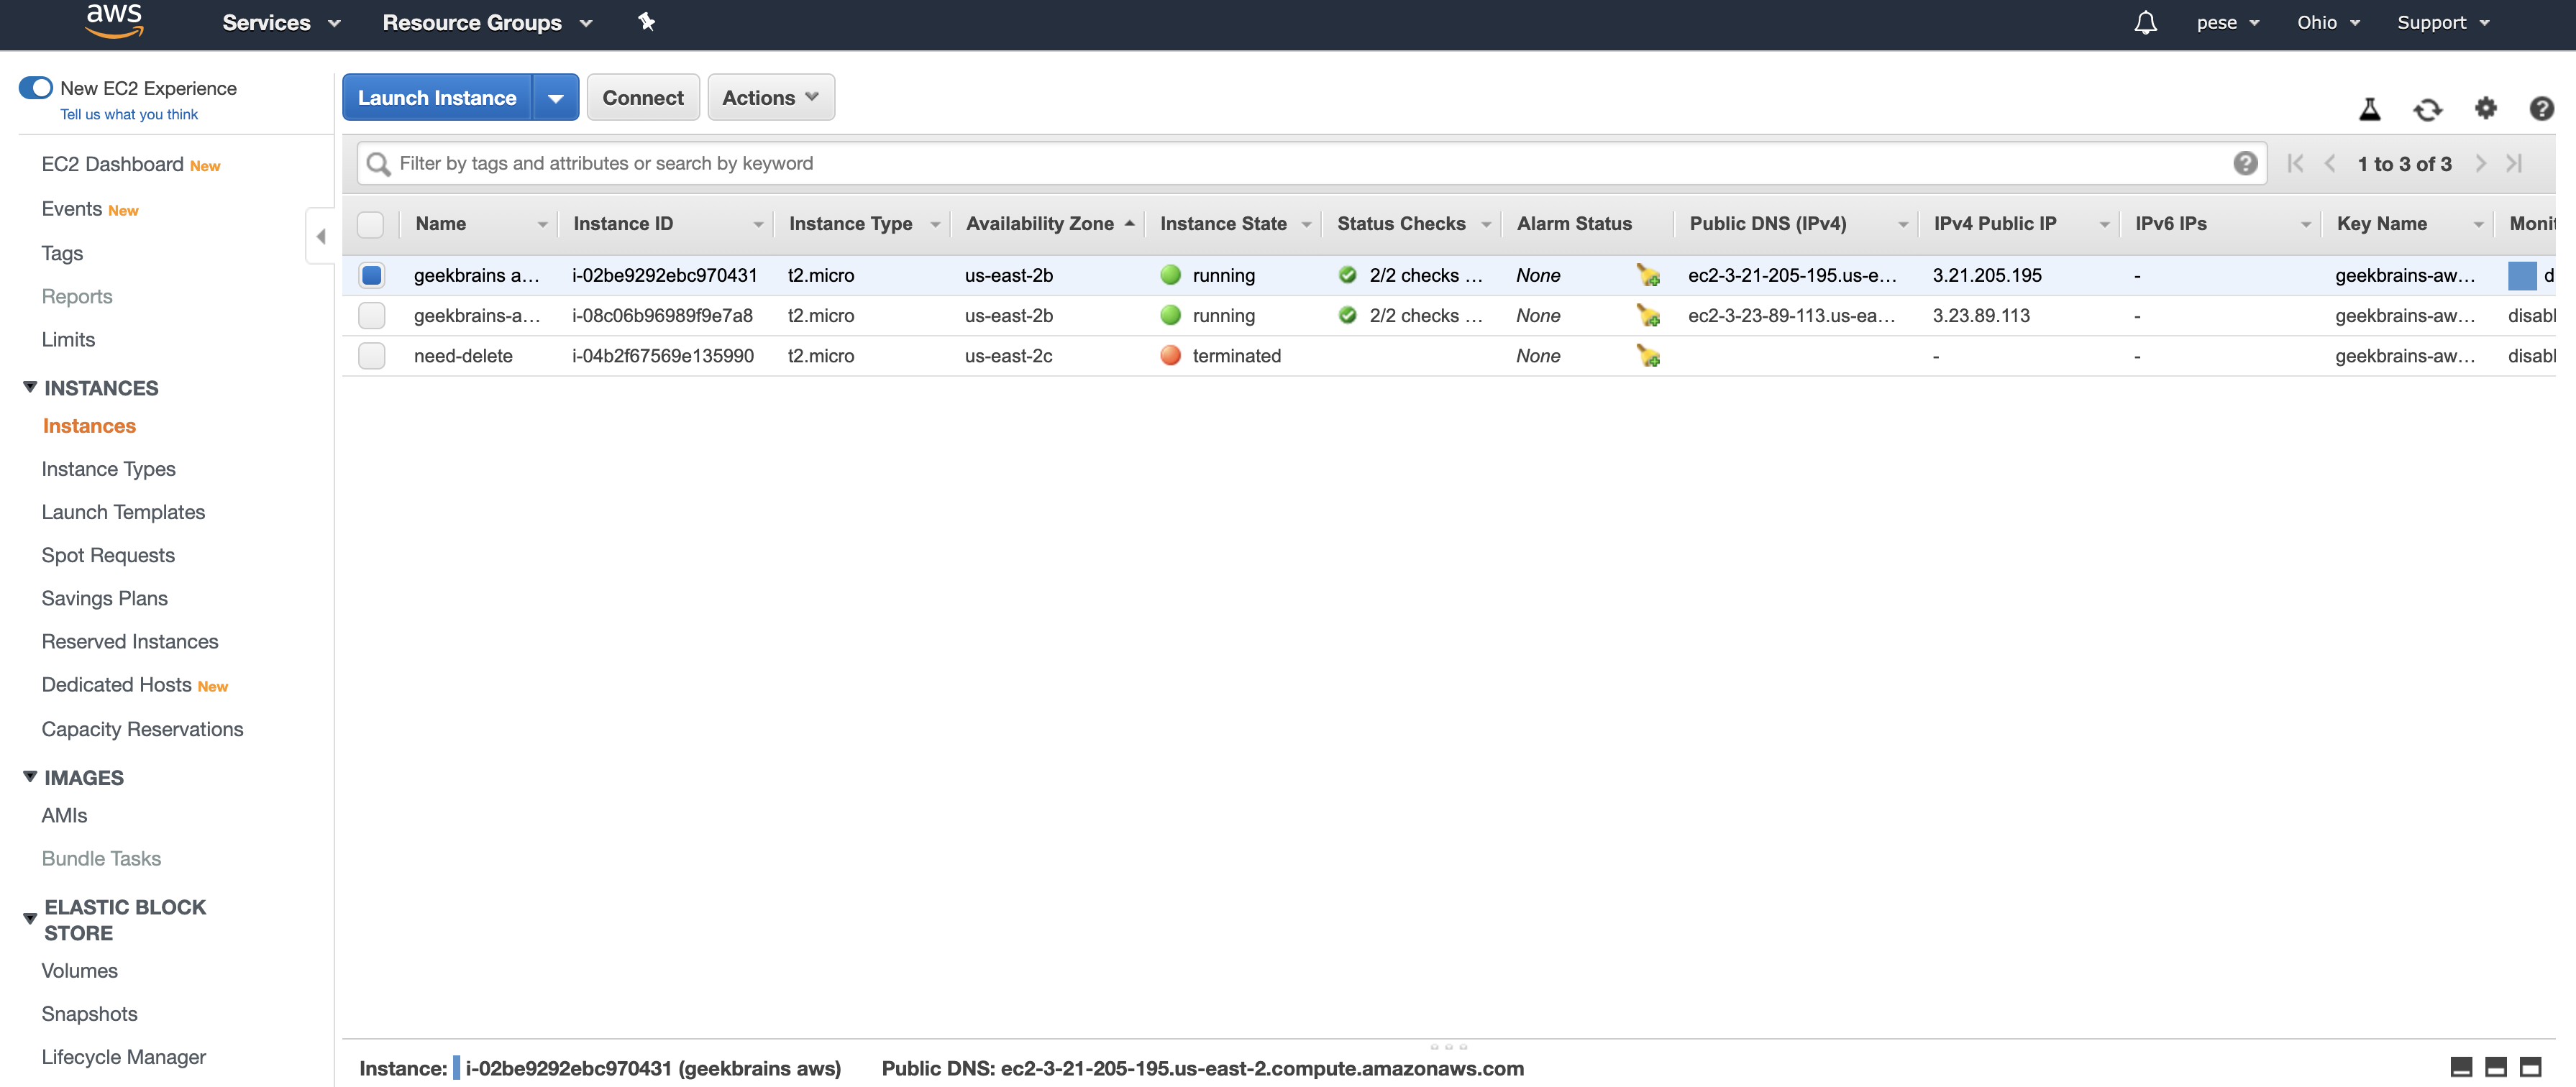 aws Services Resource Groups pese Ohio Support
New EC2 Experience
Tell us what you think
EC2 Dashboard New
Events New
Tags
Reports
Limits
INSTANCES
Instances
Instance Types
Launch Templates
Spot Requests
Savings Plans
Reserved Instances
Dedicated Hosts New
Capacity Reservations
IMAGES
AMIs
Bundle Tasks
ELASTIC BLOCK
STORE
Volumes
Snapshots
Lifecycle Manager
Launch Instance Connect Actions
Filter by tags and attributes or search by keyword 1 to 3 of 3
Name Instance ID Instance Type Availability Zone Instance State Status Checks Alarm Status Public DNS (IPv4) IPv4 Public IP IPv6 IPs Key Name Monit
geekbrains a... i-02be9292ebc970431 t2.micro us-east-2b running 2/2 checks ... None ec2-3-21-205-195.us-e... 3.21.205.195 - geekbrains-aw... d
geekbrains-a... i-08c06b96989f9e7a8 t2.micro us-east-2b running 2/2 checks ... None ec2-3-23-89-113.us-ea... 3.23.89.113 - geekbrains-aw... disabl
need-delete i-04b2f67569e135990 t2.micro us-east-2c terminated None - - geekbrains-aw... disabl
Instance: i-02be9292ebc970431 (geekbrains aws) Public DNS: ec2-3-21-205-195.us-east-2.compute.amazonaws.com